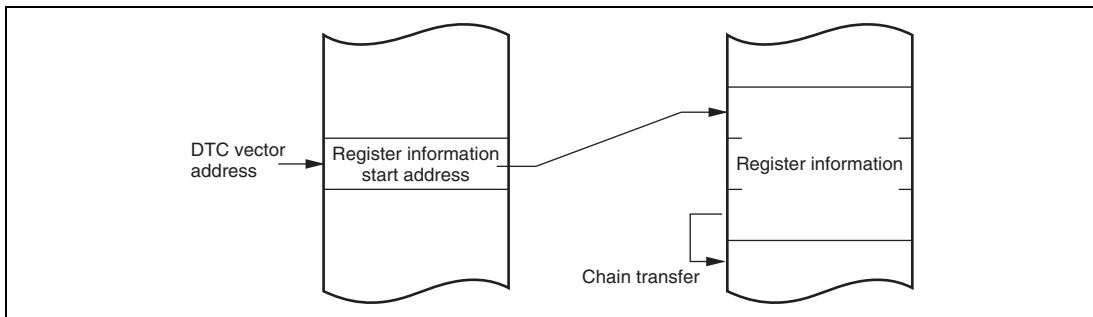 DTC vector
address
Register information
start address
Register information
Chain transfer